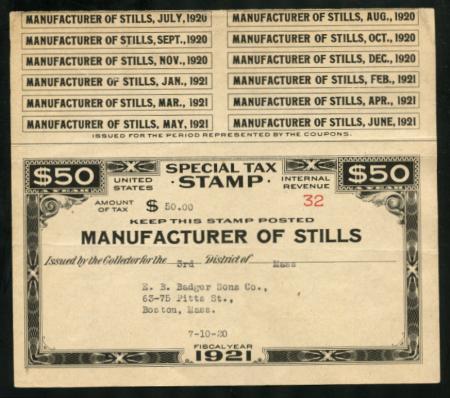 MANUFACTURER OF STILLS, JULY, 1920 MANUFACTURER OF STILLS, AUG., 1920
MANUFACTURER OF STILLS, SEPT., 1920 MANUFACTURER OF STILLS, OCT., 1920
MANUFACTURER OF STILLS, NOV., 1920 MANUFACTURER OF STILLS, DEC., 1920
MANUFACTURER OF STILLS, JAN., 1921 MANUFACTURER OF STILLS, FEB., 1921
MANUFACTURER OF STILLS, MAR., 1921 MANUFACTURER OF STILLS, APR., 1921
MANUFACTURER OF STILLS, MAY, 1921 MANUFACTURER OF STILLS, JUNE, 1921
ISSUED FOR THE PERIOD REPRESENTED BY THE COUPONS.
$50 A YEAR UNITED STATES SPECIAL TAX STAMP INTERNAL REVENUE $50 A YEAR
AMOUNT OF TAX $ 50.00 32
KEEP THIS STAMP POSTED
MANUFACTURER OF STILLS
Issued by the Collector for the 3rd District of Mass
E. B. Badger Sons Co.,
63-75 Pitts St.,
Boston, Mass.
7-10-20
FISCAL YEAR
1921